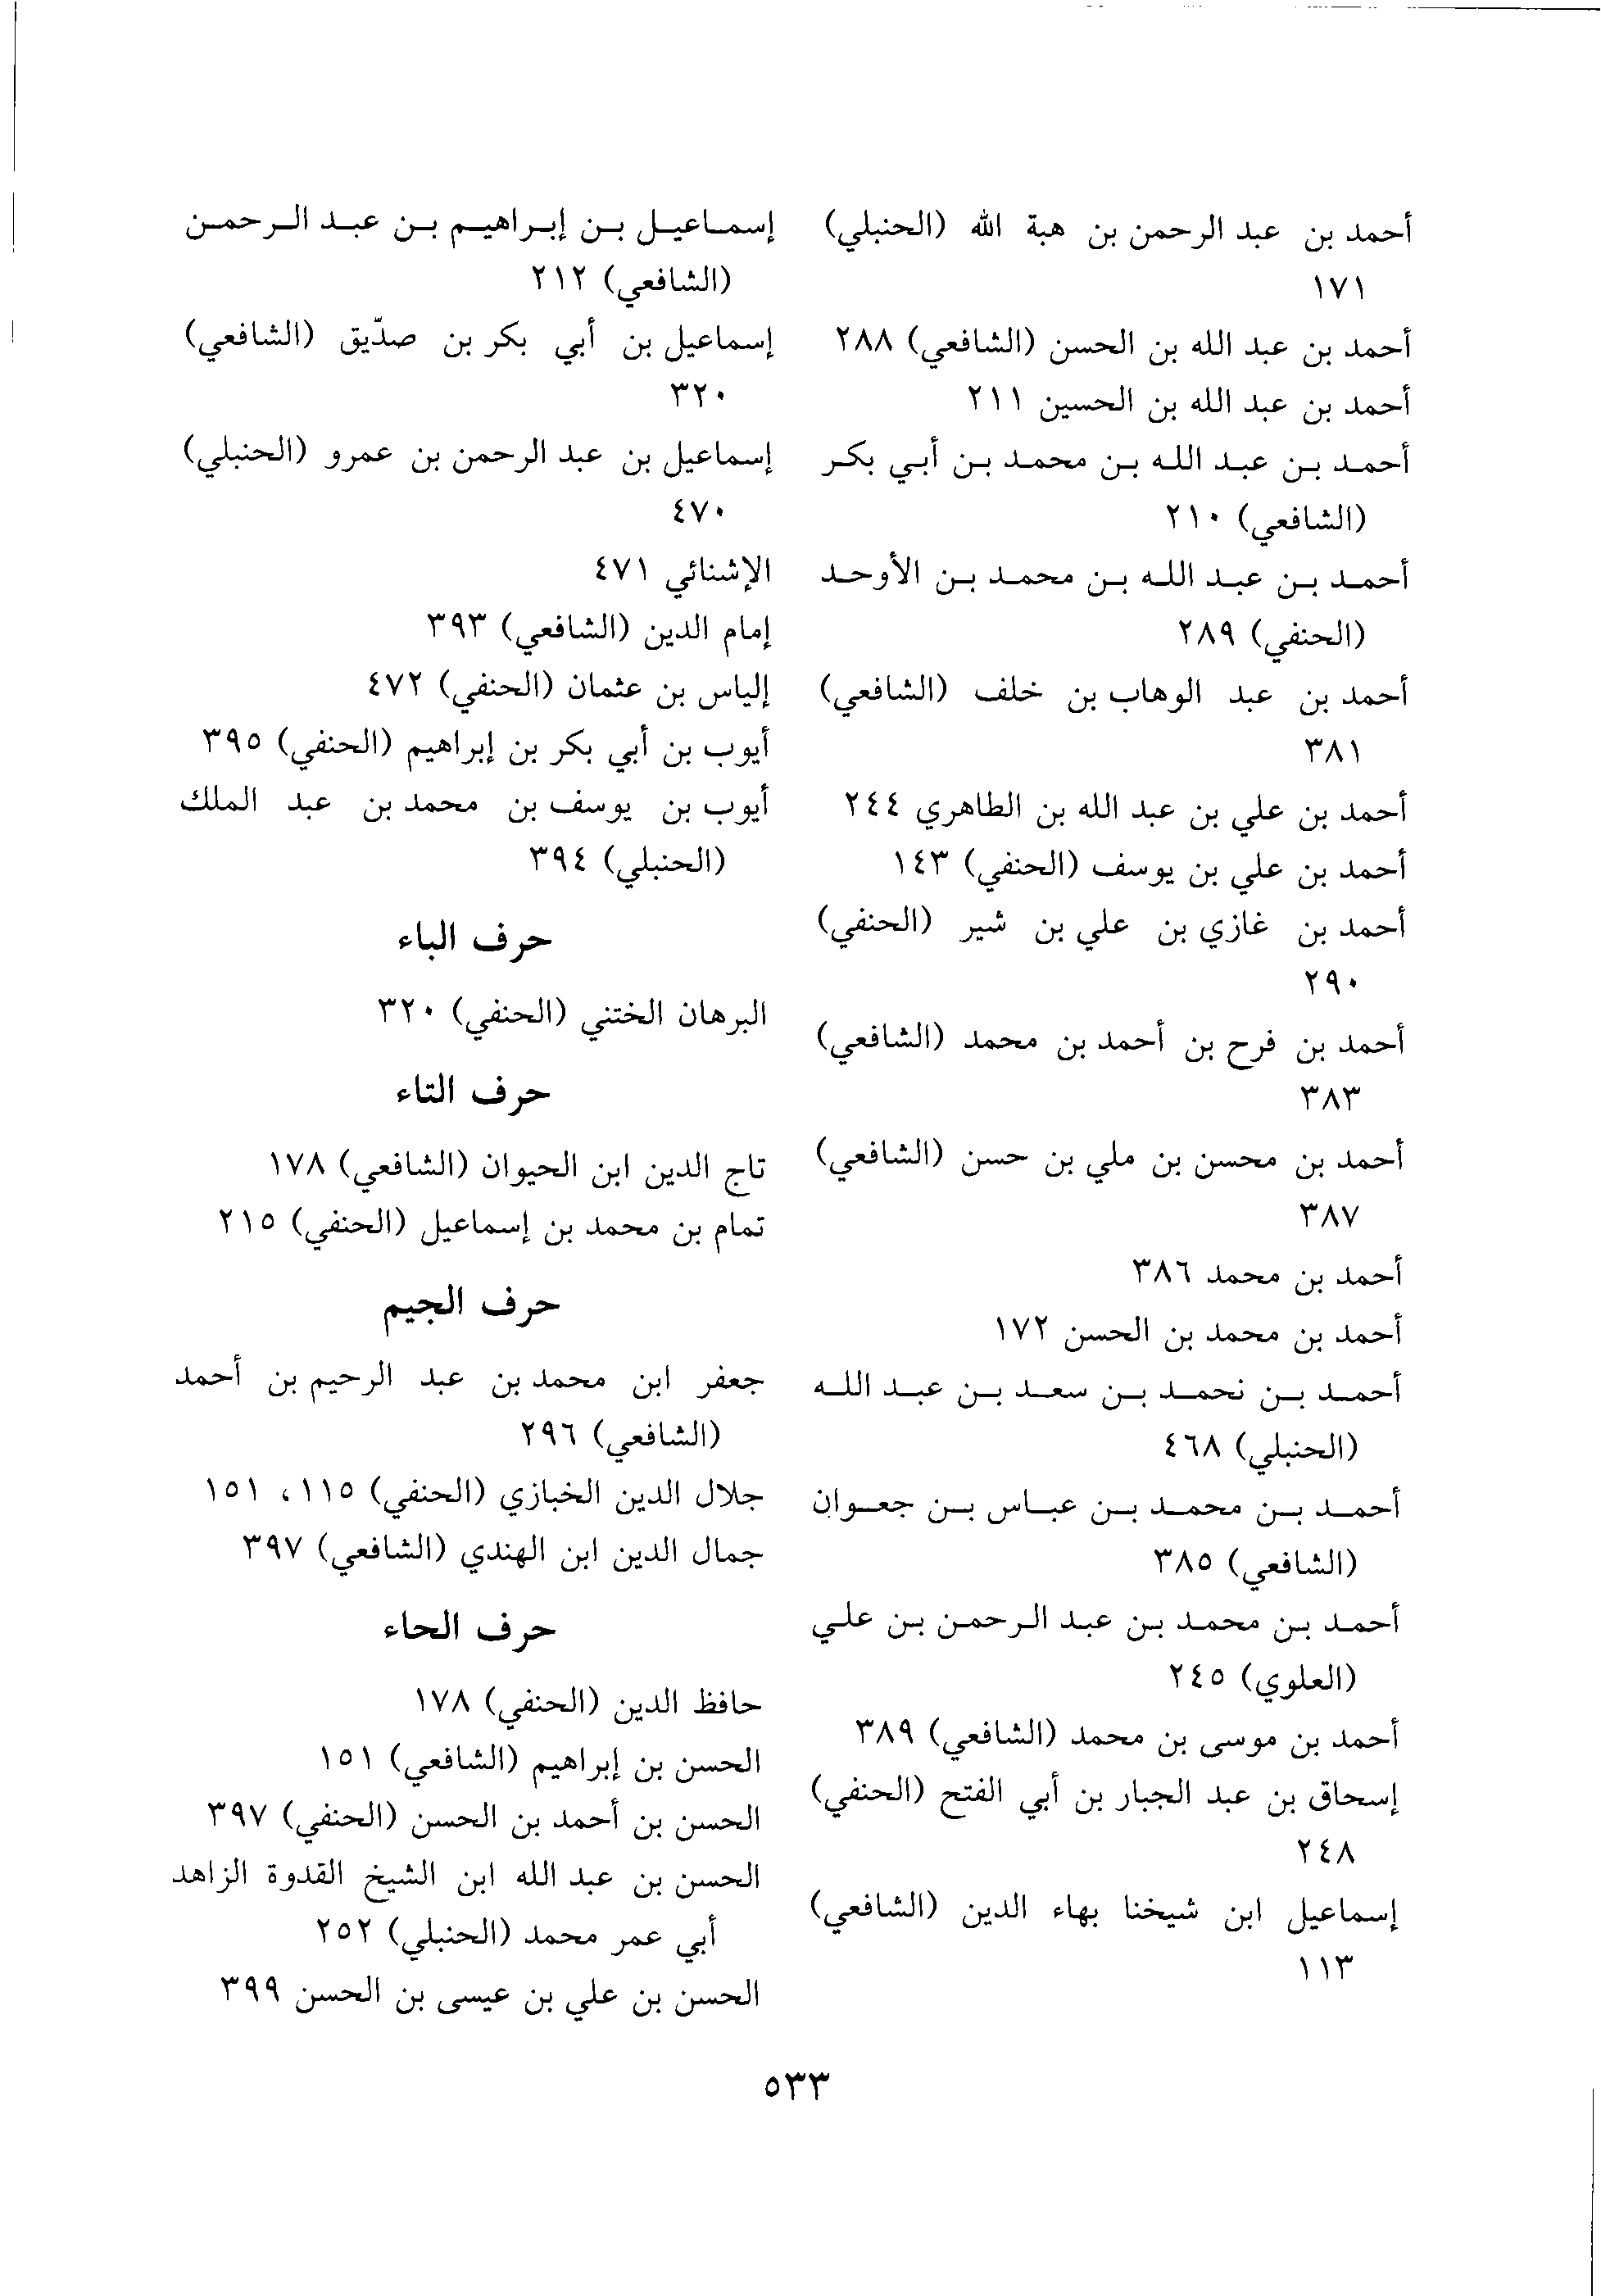 أحمد بن عبد الرحمن بن هبة الله (الحنبلي)
١٧١
أحمد بن عبد الله بن الحسن (الشافعي) ٢٨٨
أحمد بن عبد الله بن الحسين ٢١١
أحمد بن عبد الله بن محمد بن أبي بكر
(الشافعي) ٢١٠
أحمد بن عبد الله بن محمد بن الأوحد
(الحنفي) ٢٨٩
أحمد بن عبد الوهاب بن خلف (الشافعي)
٣٨١
أحمد بن علي بن عبد الله بن الطاهري ٢٤٤
أحمد بن علي بن يوسف (الحنفي) ١٤٣
أحمد بن غازي بن علي بن شير (الحنفي)
٢٩٠
أحمد بن فرح بن أحمد بن محمد (الشافعي)
٣٨٣
أحمد بن محسن بن ملي بن حسن (الشافعي)
٣٨٧
أحمد بن محمد ٣٨٦
أحمد بن محمد بن الحسن ١٧٢
أحمد بن نحمد بن سعد بن عبد الله
(الحنبلي) ٤٦٨
أحمد بن محمد بن عباس بن جعوان
(الشافعي) ٣٨٥
أحمد بن محمد بن عبد الرحمن بن علي
(العلوي) ٢٤٥
أحمد بن موسى بن محمد (الشافعي) ٣٨٩
إسحاق بن عبد الجبار بن أبي الفتح (الحنفي)
٢٤٨
إسماعيل ابن شيخنا بهاء الدين (الشافعي)
١١٣
إسماعيل بن إبراهيم بن عبد الرحمن
(الشافعي) ٢١٢
إسماعيل بن أبي بكر بن صدّيق (الشافعي)
٣٢٠
إسماعيل بن عبد الرحمن بن عمرو (الحنبلي)
٤٧٠
الإشنائي ٤٧١
إمام الدين (الشافعي) ٣٩٣
إلياس بن عثمان (الحنفي) ٤٧٢
أيوب بن أبي بكر بن إبراهيم (الحنفي) ٣٩٥
أيوب بن يوسف بن محمد بن عبد الملك
(الحنبلي) ٣٩٤
حرف الباء
البرهان الختني (الحنفي) ٣٢٠
حرف التاء
تاج الدين ابن الحيوان (الشافعي) ١٧٨
تمام بن محمد بن إسماعيل (الحنفي) ٢١٥
حرف الجيم
جعفر ابن محمد بن عبد الرحيم بن أحمد
(الشافعي) ٢٩٦
جلال الدين الخبازي (الحنفي) ١١٥، ١٥١
جمال الدين ابن الهندي (الشافعي) ٣٩٧
حرف الحاء
حافظ الدين (الحنفي) ١٧٨
الحسن بن إبراهيم (الشافعي) ١٥١
الحسن بن أحمد بن الحسن (الحنفي) ٣٩٧
الحسن بن عبد الله ابن الشيخ القدوة الزاهد
أبي عمر محمد (الحنبلي) ٢٥٢
الحسن بن علي بن عيسى بن الحسن ٣٩٩
٥٣٣